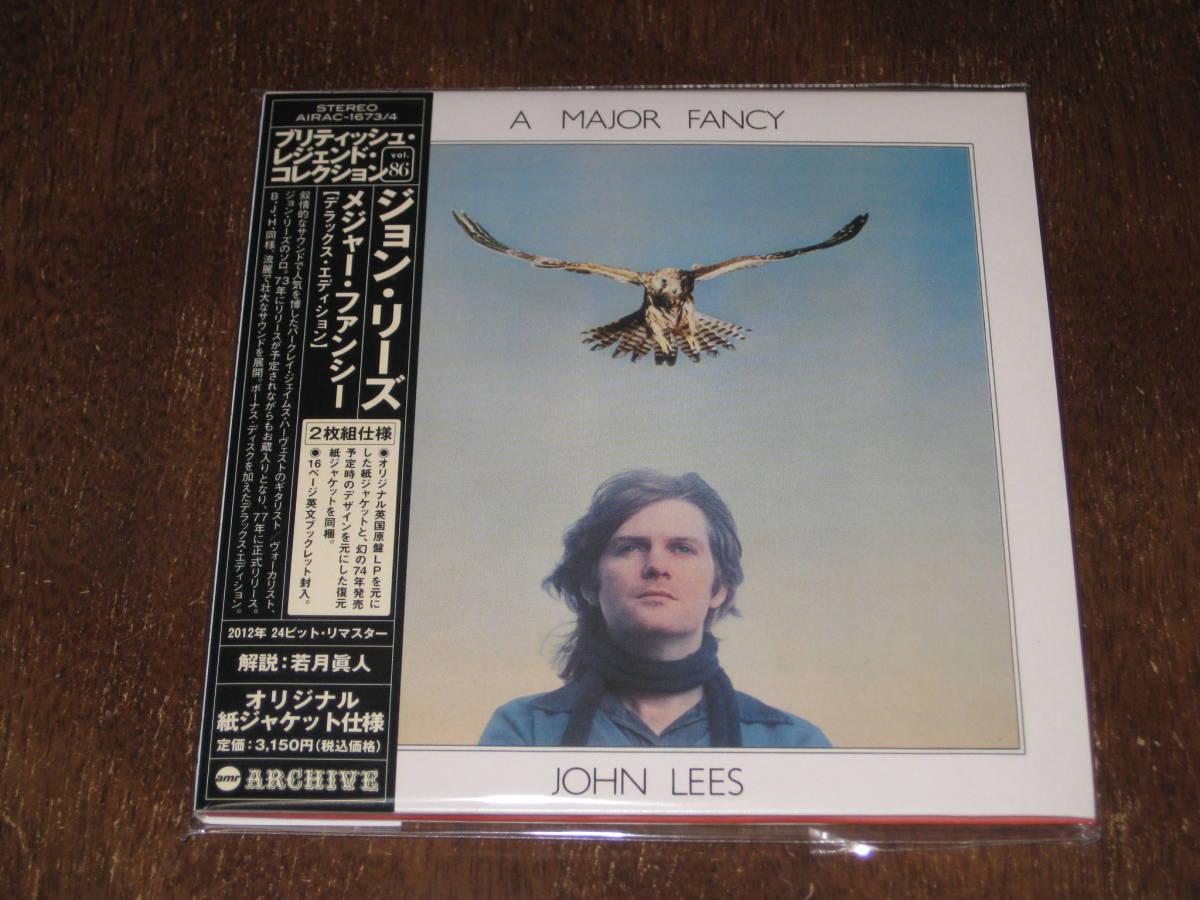 STEREO
AIRAC-1673/4
ブリティッシュ・
レジェンド・
コレクション
vol.
86
ジョン・リーズ
メジャー・ファンシー
[デラックス・エディション]
叙情的なサウンドで人気を博したバークレイ・ジェイムス・ハーヴェストのギタリスト/ヴォーカリスト、
ジョン・リーズのソロ。73年にリリースが予定されながらもお蔵入りとなり、77年に正式リリース。
B・J・H・同様、流麗で壮大なサウンドを展開。ボーナス・ディスクを加えたデラックス・エディション。
2枚組仕様
◉オリジナル英国原盤LPを元に
した紙ジャケットと、幻の74年発売
予定時のデザインを元にした復元
紙ジャケットを同梱。
◉16ページ英文ブックレット封入。
2012年 24ビット・リマスター
解説:若月眞人
オリジナル
紙ジャケット仕様
定価:3,150円(税込価格)
amr ARCHIVE
A MAJOR FANCY
JOHN LEES